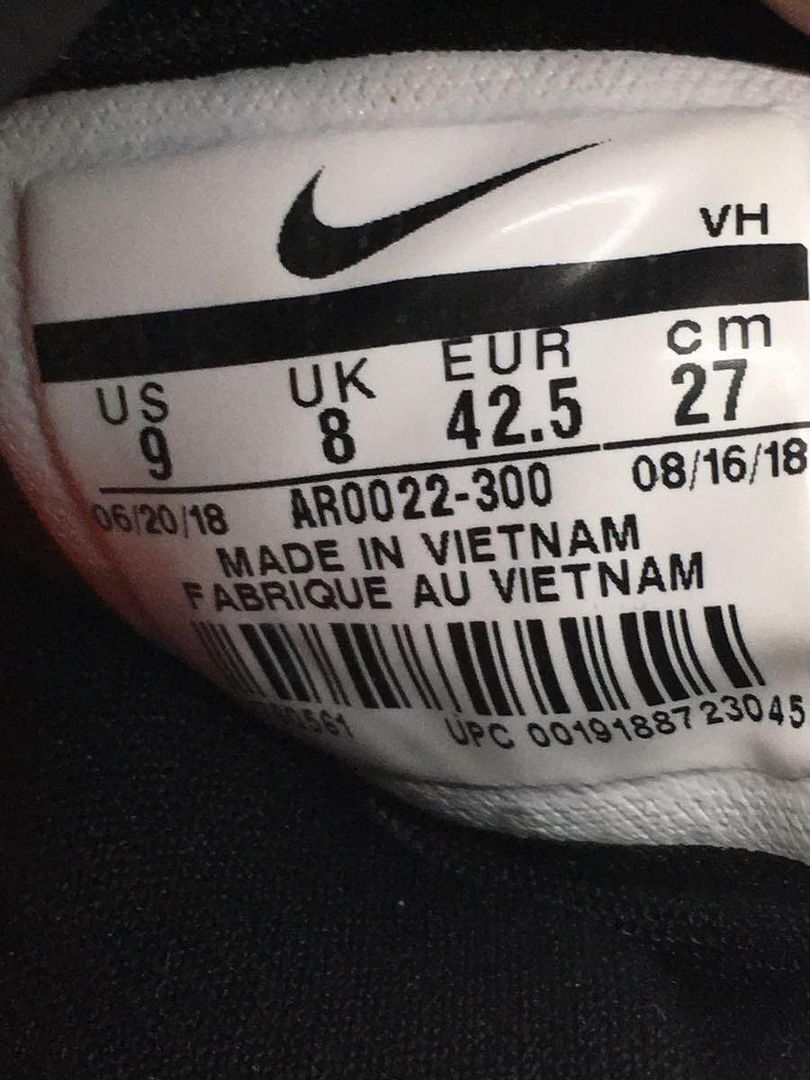 VH
US UK EUR cm
9 8 42.5 27
06/20/18 AR0022-300 08/16/18
MADE IN VIETNAM
FABRIQUE AU VIETNAM
UPC 0019188723045